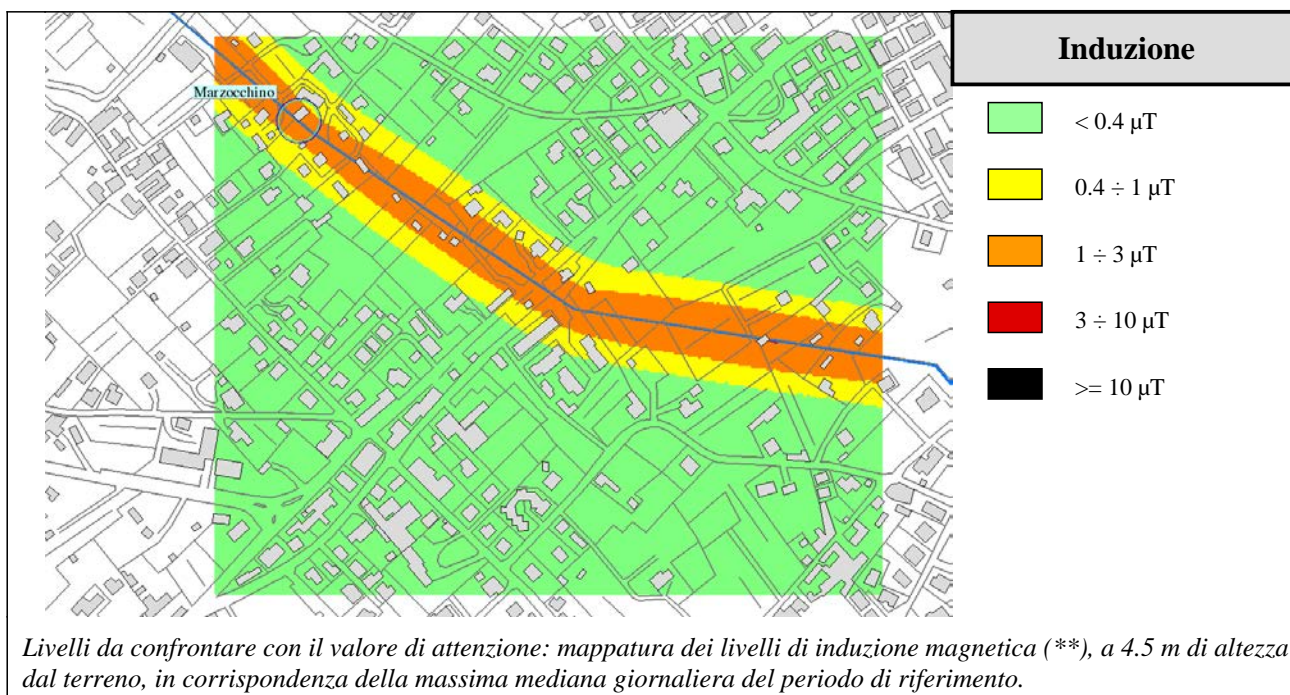 Induzione
Marzocchino
< 0.4 µT
0.4 ÷ 1 µT
1 ÷ 3 µT
3 ÷ 10 µT
>= 10 µT
Livelli da confrontare con il valore di attenzione: mappatura dei livelli di induzione magnetica (**), a 4.5 m di altezza
dal terreno, in corrispondenza della massima mediana giornaliera del periodo di riferimento.